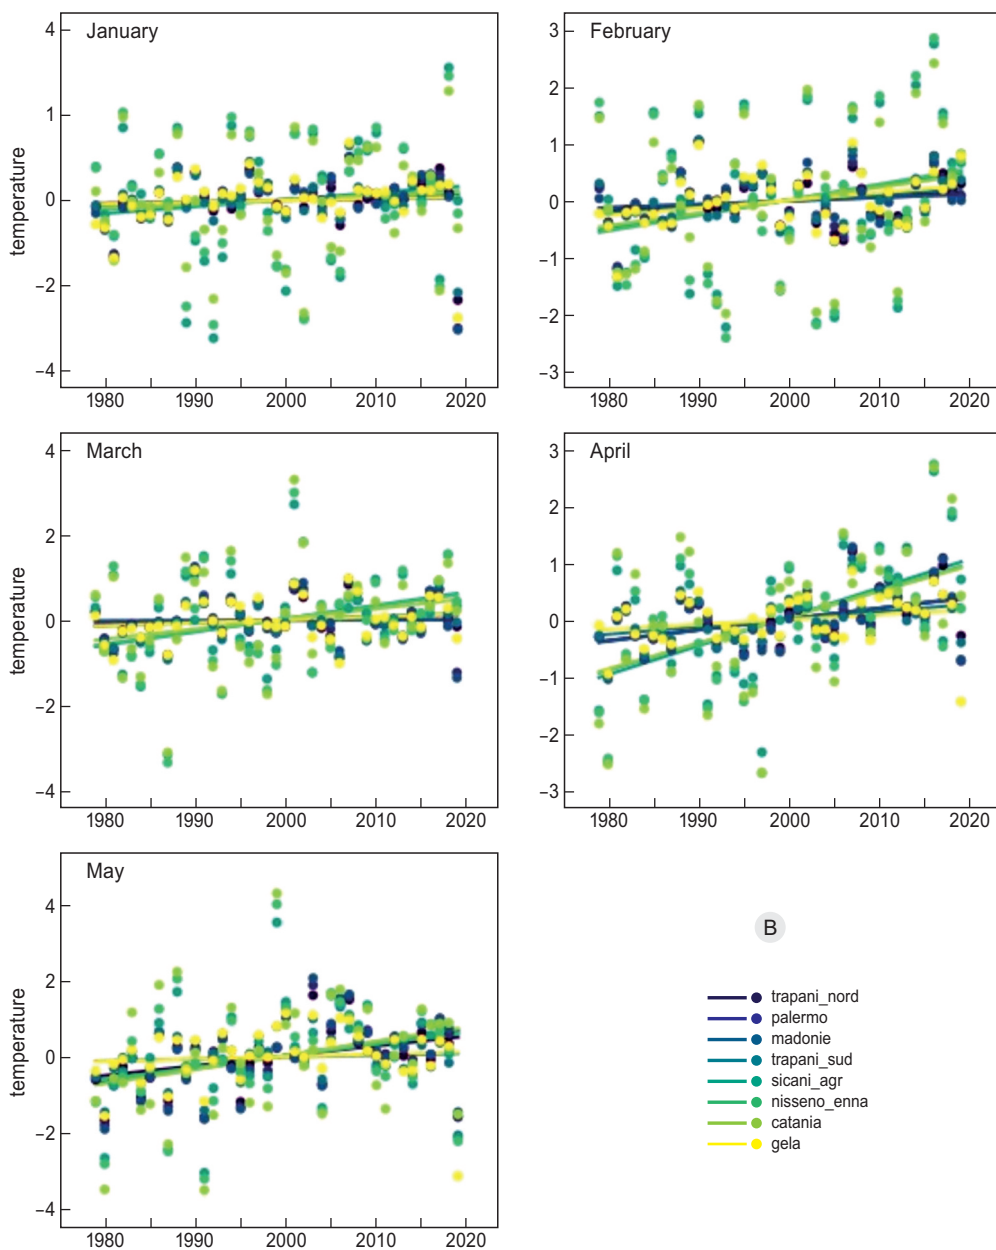 January
4
1
0
−2
−4
temperature
1980 1990 2000 2010 2020
February
3
2
1
0
−1
−2
−3
1980 1990 2000 2010 2020
March
4
2
0
−2
−4
temperature
1980 1990 2000 2010 2020
April
3
2
1
0
−1
−2
−3
1980 1990 2000 2010 2020
May
4
2
0
−2
−4
temperature
1980 1990 2000 2010 2020
B
trapani_nord
palermo
madonie
trapani_sud
sicani_agr
nisseno_enna
catania
gela